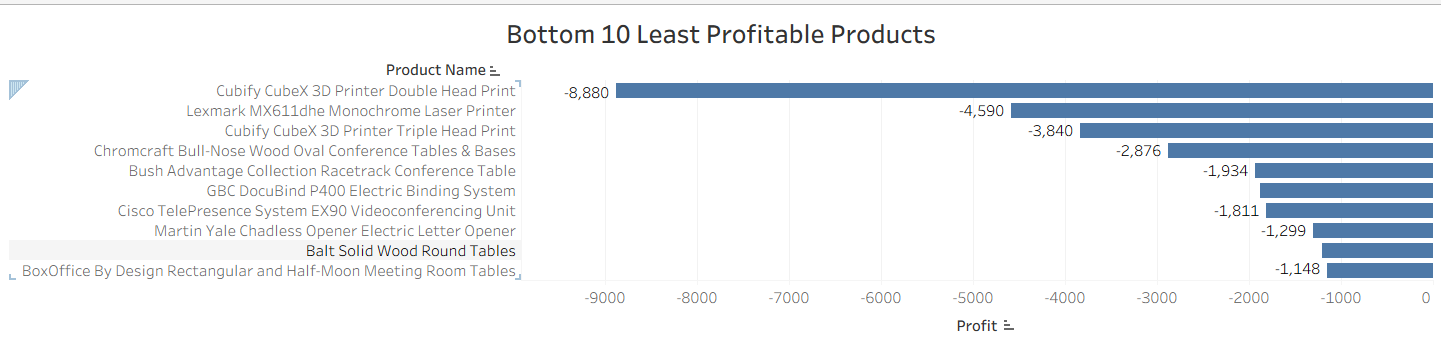 Bottom 10 Least Profitable Products
Product Name
Cubify CubeX 3D Printer Double Head Print -8,880
Lexmark MX611dhe Monochrome Laser Printer -4,590
Cubify CubeX 3D Printer Triple Head Print -3,840
Chromcraft Bull-Nose Wood Oval Conference Tables & Bases -2,876
Bush Advantage Collection Racetrack Conference Table -1,934
GBC DocuBind P400 Electric Binding System
Cisco TelePresence System EX90 Videoconferencing Unit -1,811
Martin Yale Chadless Opener Electric Letter Opener -1,299
Balt Solid Wood Round Tables
BoxOffice By Design Rectangular and Half-Moon Meeting Room Tables -1,148
-9000 -8000 -7000 -6000 -5000 -4000 -3000 -2000 -1000 0
Profit